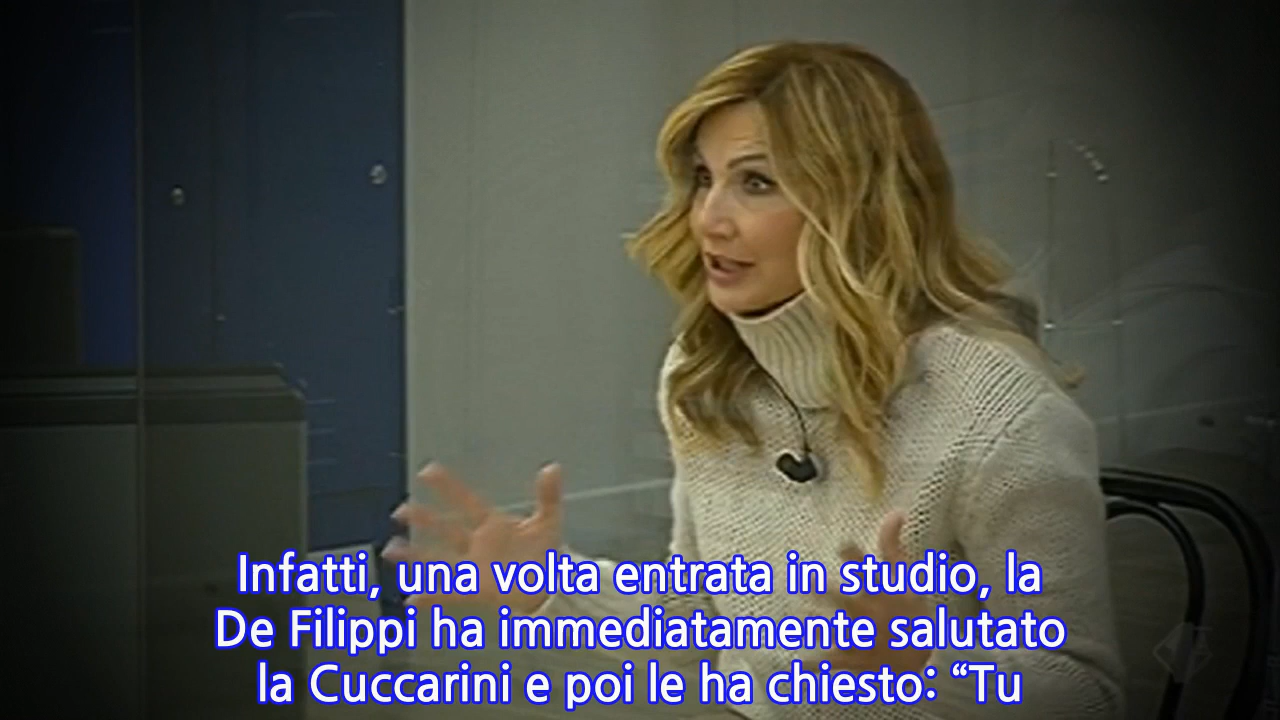 Infatti, una volta entrata in studio, la
De Filippi ha immediatamente salutato
la Cuccarini e poi le ha chiesto: “Tu